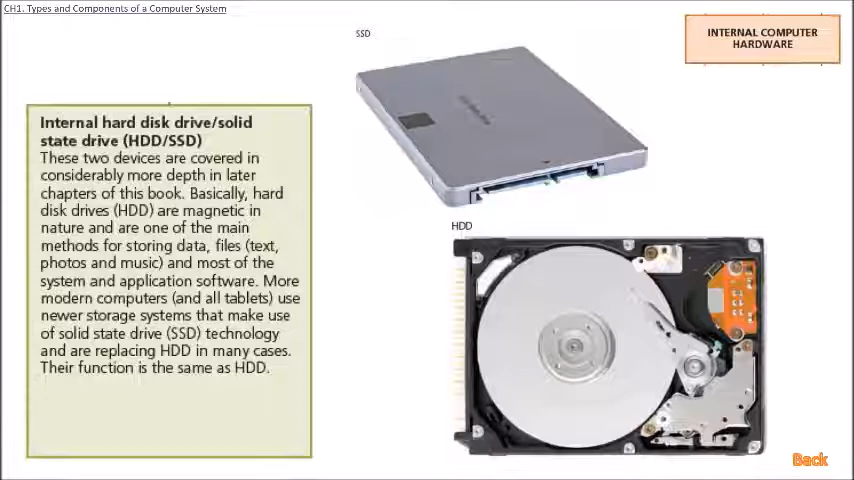 CH1. Types and Components of a Computer System
SSD
INTERNAL COMPUTER
HARDWARE
Internal hard disk drive/solid
state drive (HDD/SSD)
These two devices are covered in
considerably more depth in later
chapters of this book. Basically, hard
disk drives (HDD) are magnetic in
nature and are one of the main
methods for storing data, files (text,
photos and music) and most of the
system and application software. More
modern computers (and all tablets) use
newer storage systems that make use
of solid state drive (SSD) technology
and are replacing HDD in many cases.
Their function is the same as HDD.
HDD
Back